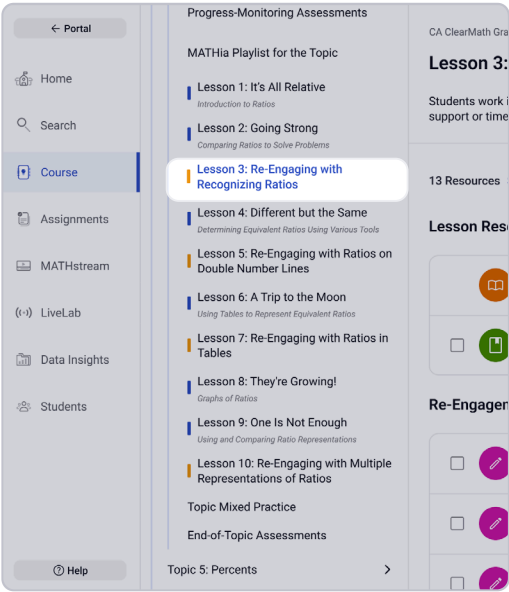 ← Portal
Home
Search
Course
Assignments
MATHstream
LiveLab
Data Insights
Students
Help
Progress-Monitoring Assessments
MATHia Playlist for the Topic
Lesson 1: It's All Relative
Introduction to Ratios
Lesson 2: Going Strong
Comparing Ratios to Solve Problems
Lesson 3: Re-Engaging with
Recognizing Ratios
Lesson 4: Different but the Same
Determining Equivalent Ratios Using Various Tools
Lesson 5: Re-Engaging with Ratios on
Double Number Lines
Lesson 6: A Trip to the Moon
Using Tables to Represent Equivalent Ratios
Lesson 7: Re-Engaging with Ratios in
Tables
Lesson 8: They're Growing!
Graphs of Ratios
Lesson 9: One Is Not Enough
Using and Comparing Ratio Representations
Lesson 10: Re-Engaging with Multiple
Representations of Ratios
Topic Mixed Practice
End-of-Topic Assessments
Topic 5: Percents
CA ClearMath Gra
Lesson 3:
Students work i
support or time
13 Resources
Lesson Res
Re-Engagen